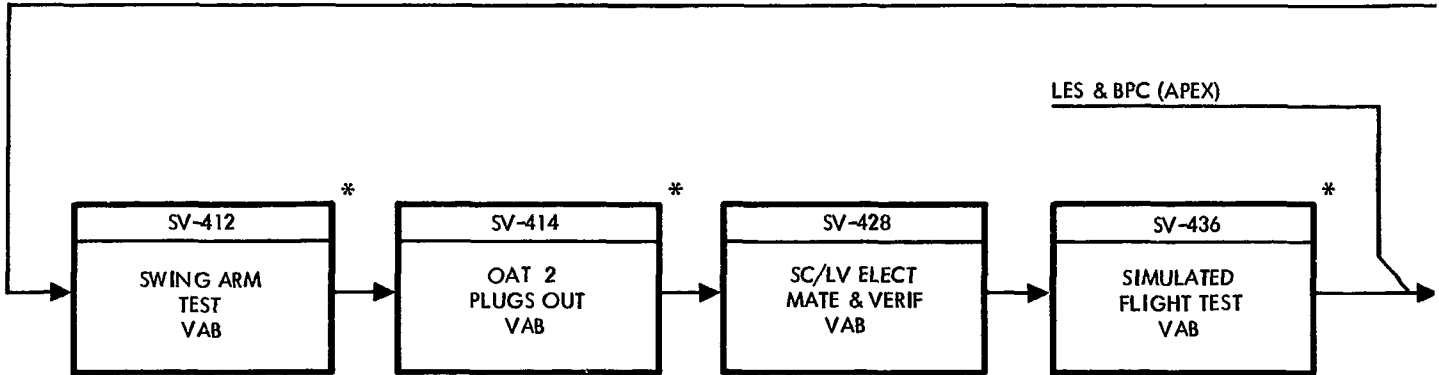 LES & BPC (APEX)
*
*
*
SV-412
SWING ARM
TEST
VAB
SV-414
OAT 2
PLUGS OUT
VAB
SV-428
SC/LV ELECT
MATE & VERIF
VAB
SV-436
SIMULATED
FLIGHT TEST
VAB